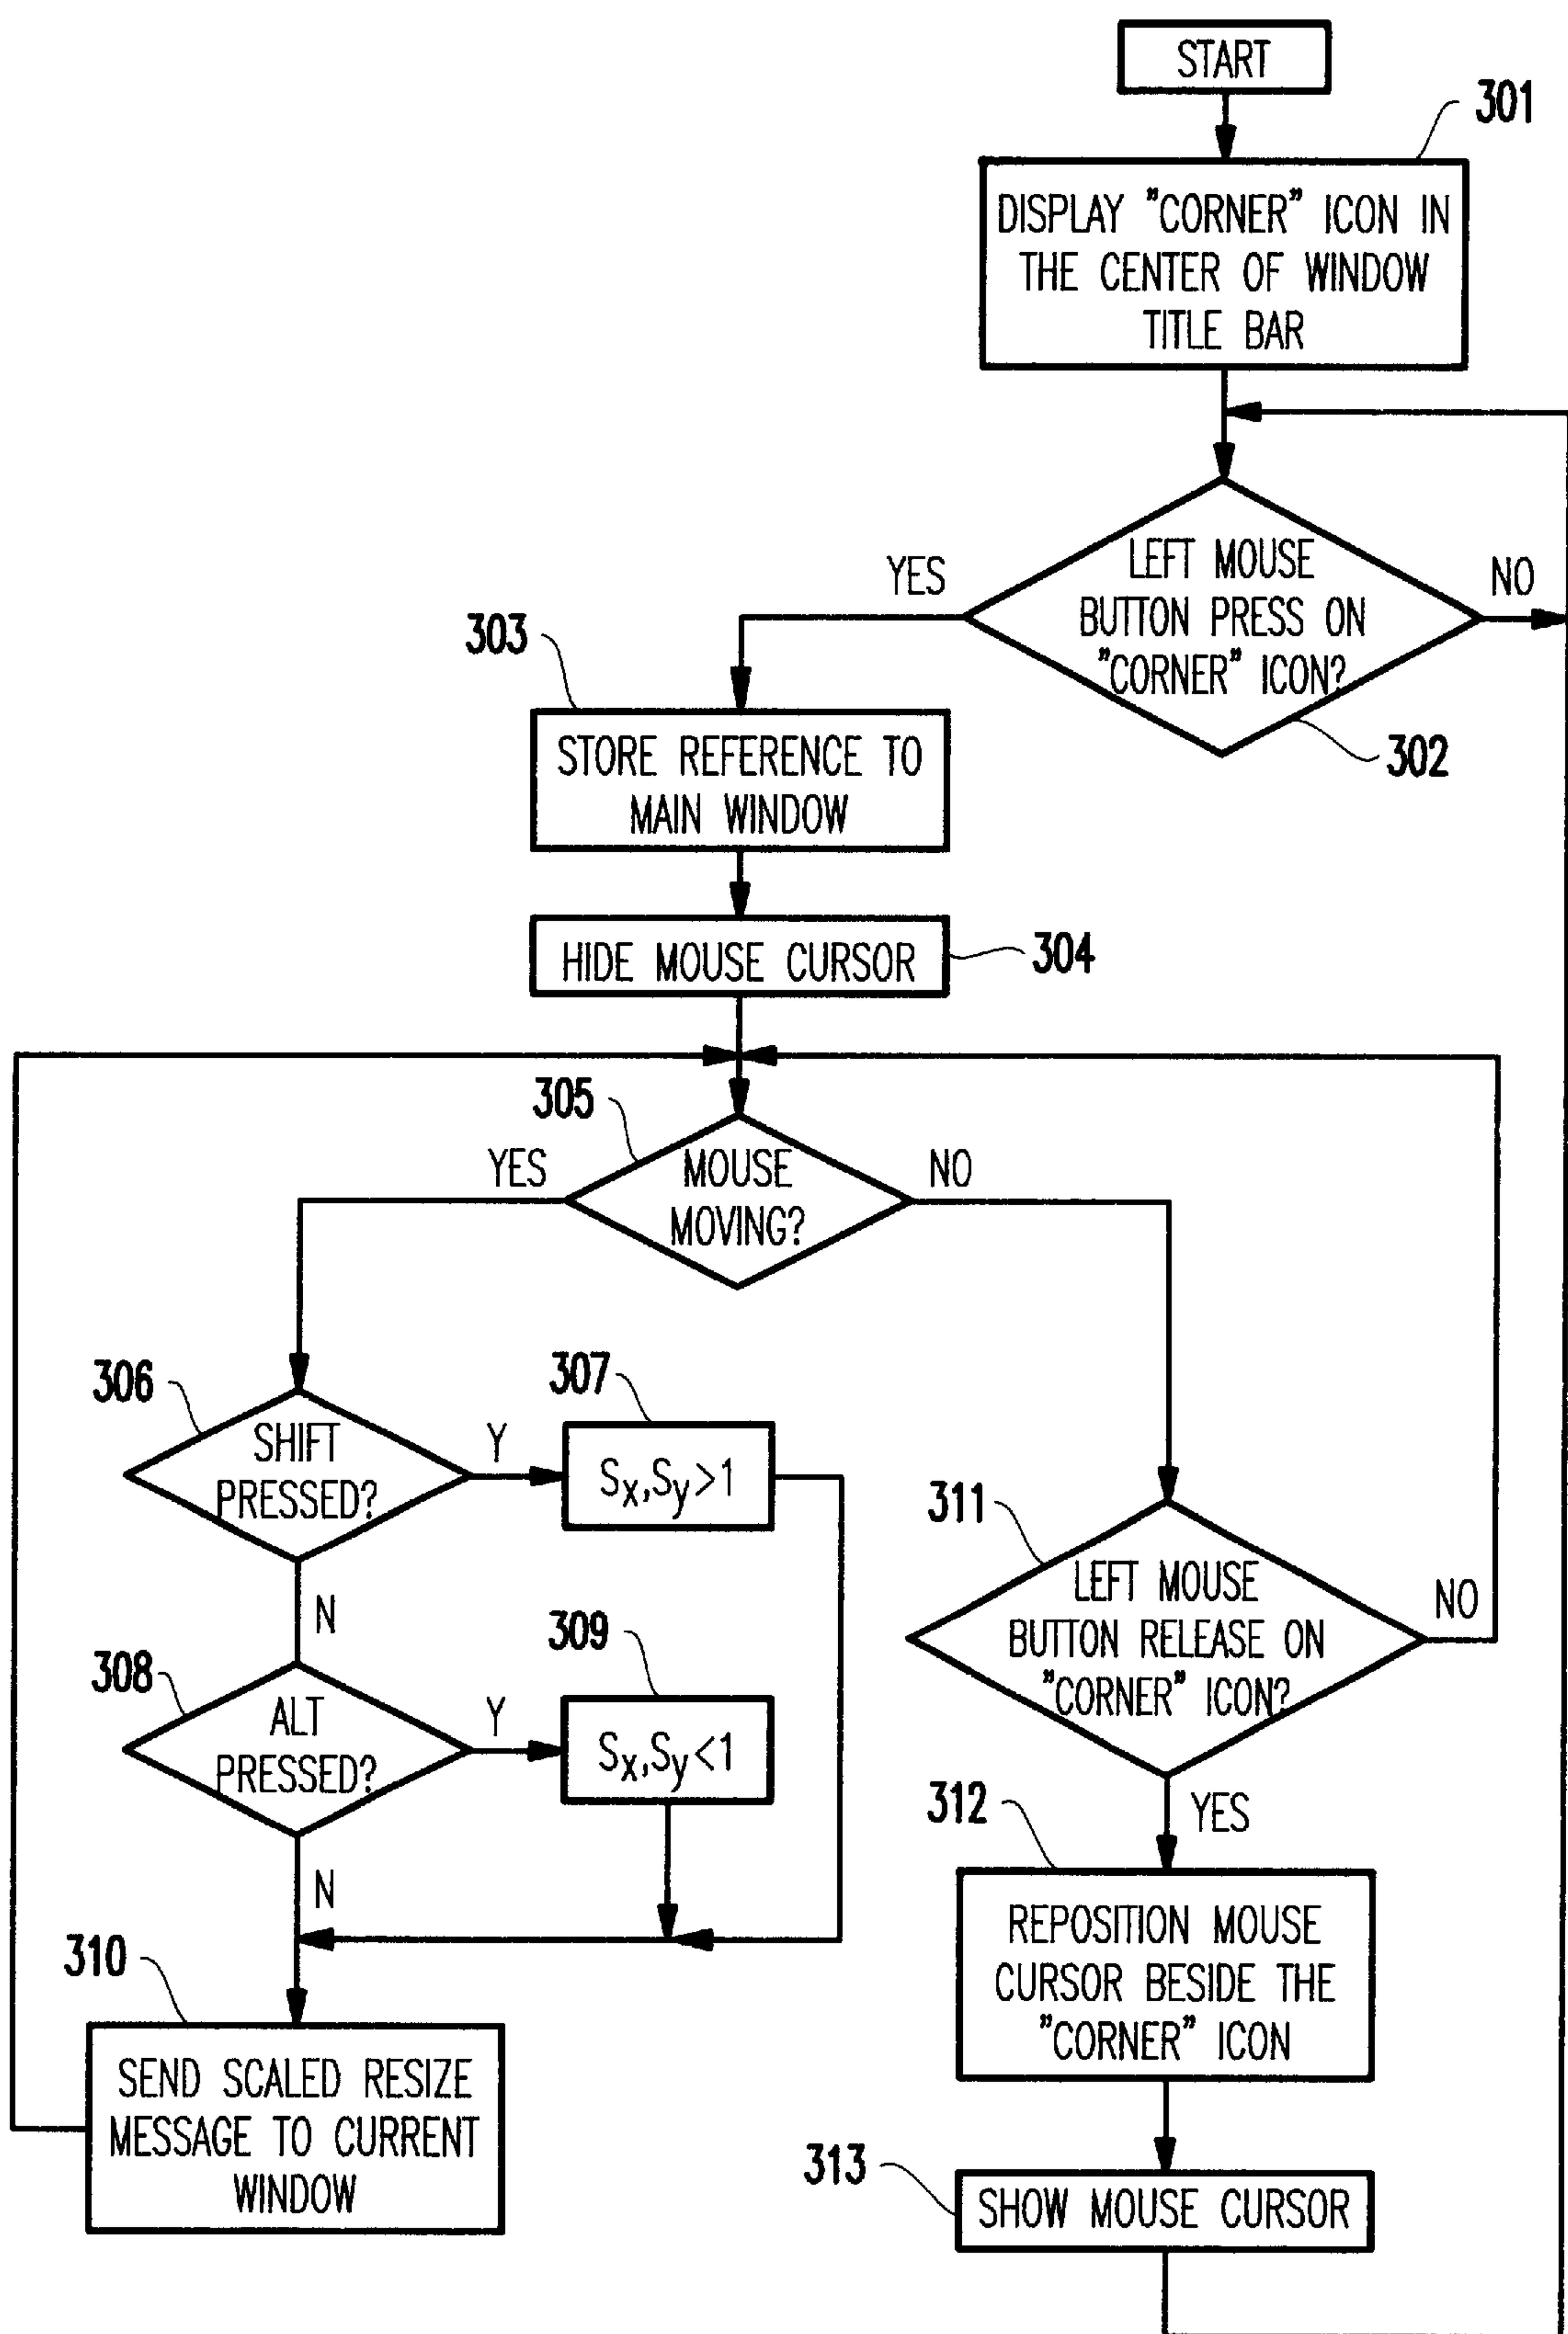 START
301
DISPLAY "CORNER" ICON IN
THE CENTER OF WINDOW
TITLE BAR
LEFT MOUSE
BUTTON PRESS ON
"CORNER" ICON?
YES
NO
302
303
STORE REFERENCE TO
MAIN WINDOW
HIDE MOUSE CURSOR
304
305
MOUSE
MOVING?
YES
NO
306
SHIFT
PRESSED?
Y
N
307
Sx,Sy>1
308
ALT
PRESSED?
Y
N
309
Sx,Sy<1
310
SEND SCALED RESIZE
MESSAGE TO CURRENT
WINDOW
311
LEFT MOUSE
BUTTON RELEASE ON
"CORNER" ICON?
NO
YES
312
REPOSITION MOUSE
CURSOR BESIDE THE
"CORNER" ICON
313
SHOW MOUSE CURSOR